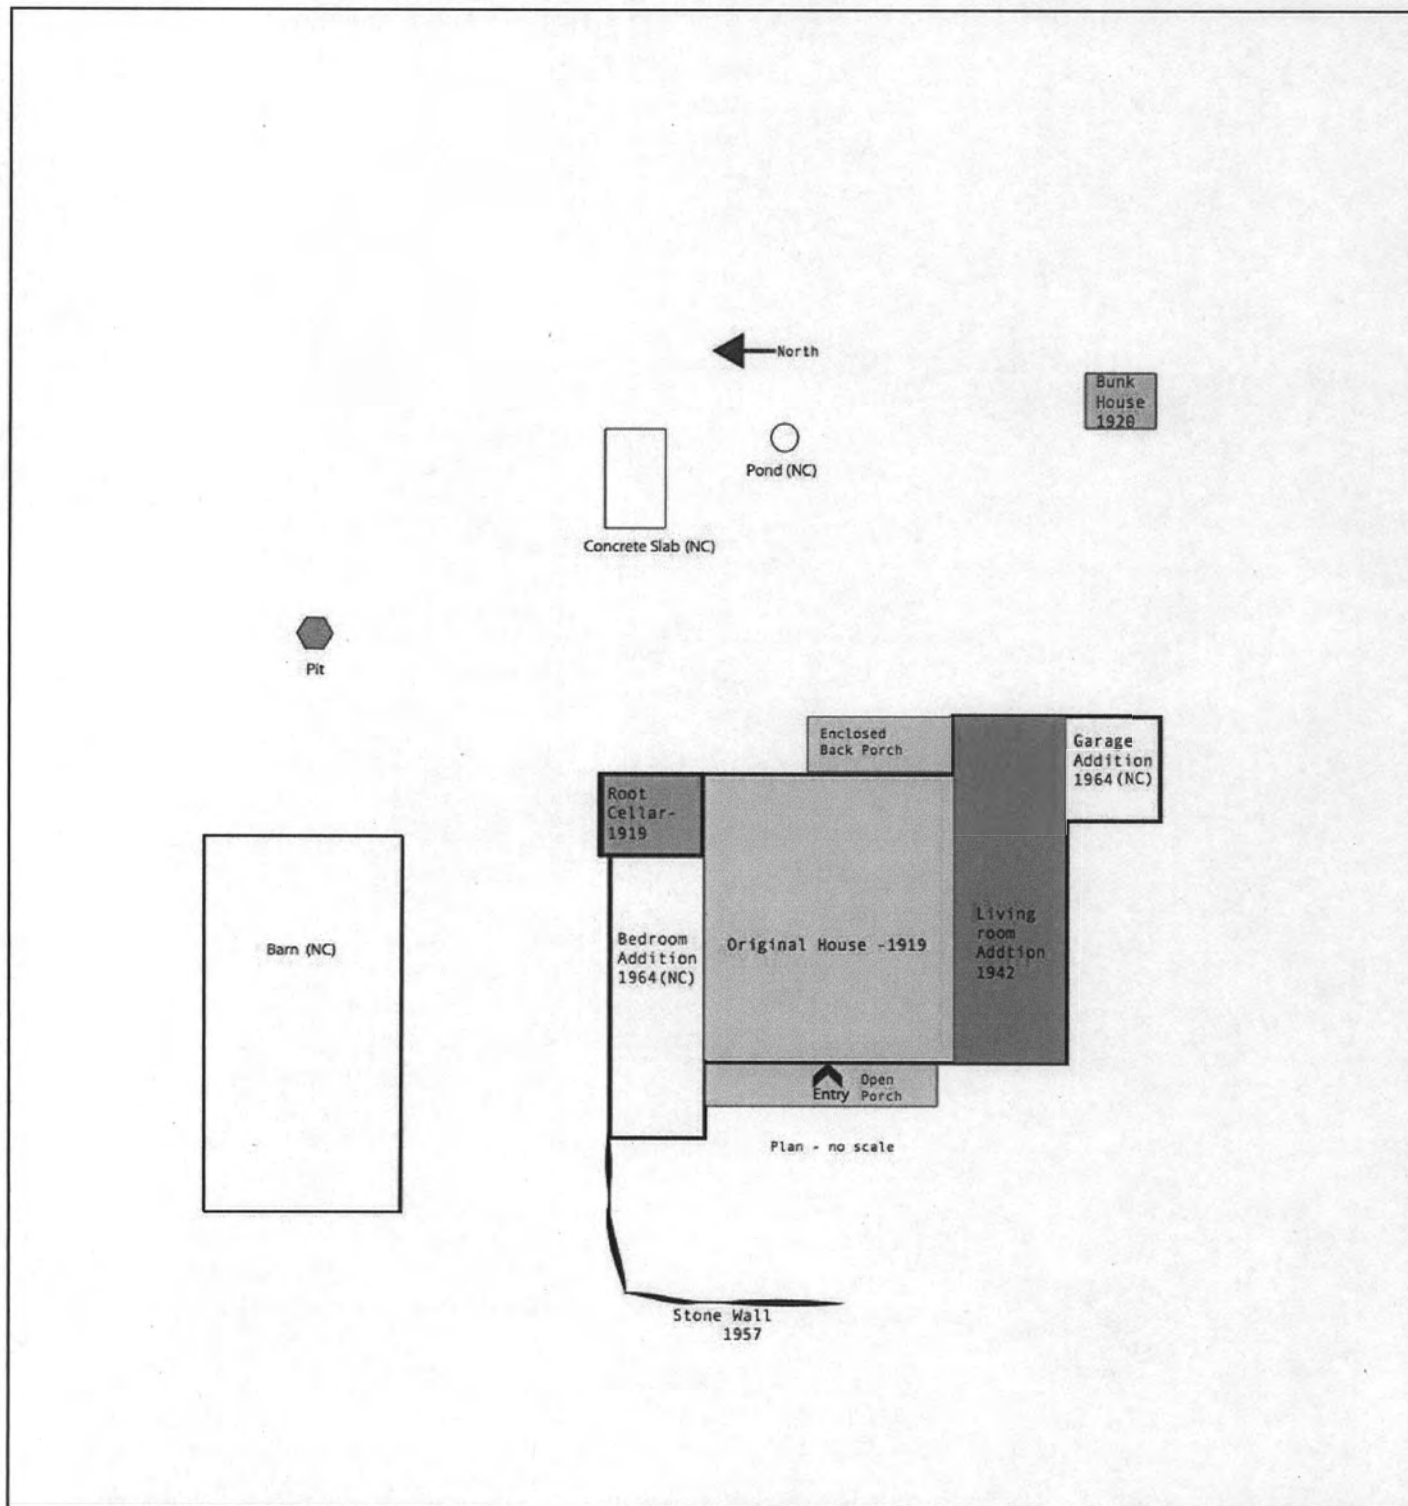 North
Bunk
House
1920
Pond (NC)
Concrete Slab (NC)
Pit
Enclosed
Back Porch
Garage
Addition
1964(NC)
Root
Cellar-
1919
Barn (NC)
Bedroom
Addition
1964(NC)
Original House -1919
Living
room
Addtion
1942
Entry
Open
Porch
Plan - no scale
Stone Wall
1957